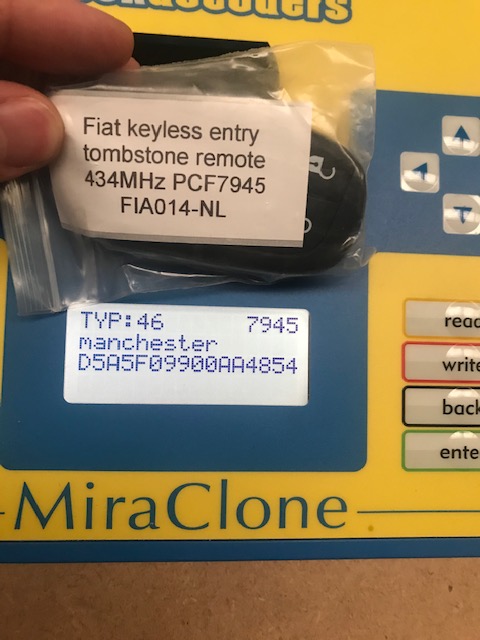 Fiat keyless entry
tombstone remote
434MHz PCF7945
FIA014-NL
TYP:46 7945
manchester
D5A5F09900AA4854
read
write
back
enter
MiraClone